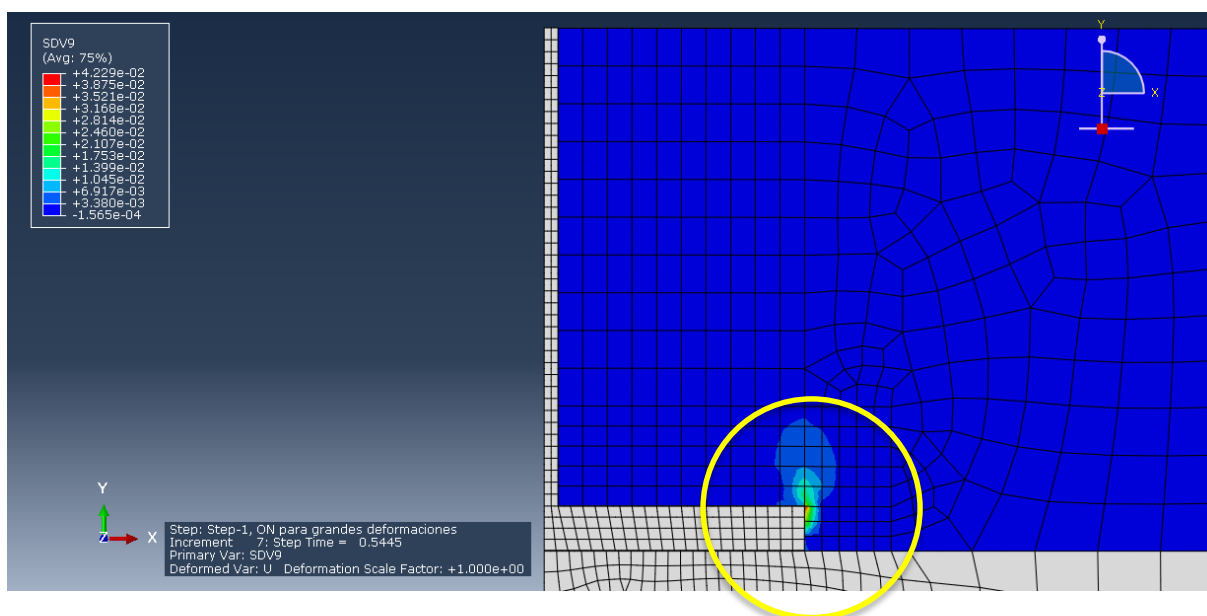 SDV9
(Avg: 75%)
+4.229e-02
+3.875e-02
+3.521e-02
+3.168e-02
+2.814e-02
+2.460e-02
+2.107e-02
+1.753e-02
+1.399e-02
+1.045e-02
+6.917e-03
+3.380e-03
-1.565e-04
Y
Z X
Y
Z X
Step: Step-1, ON para grandes deformaciones
Increment 7: Step Time = 0.5445
Primary Var: SDV9
Deformed Var: U Deformation Scale Factor: +1.000e+00